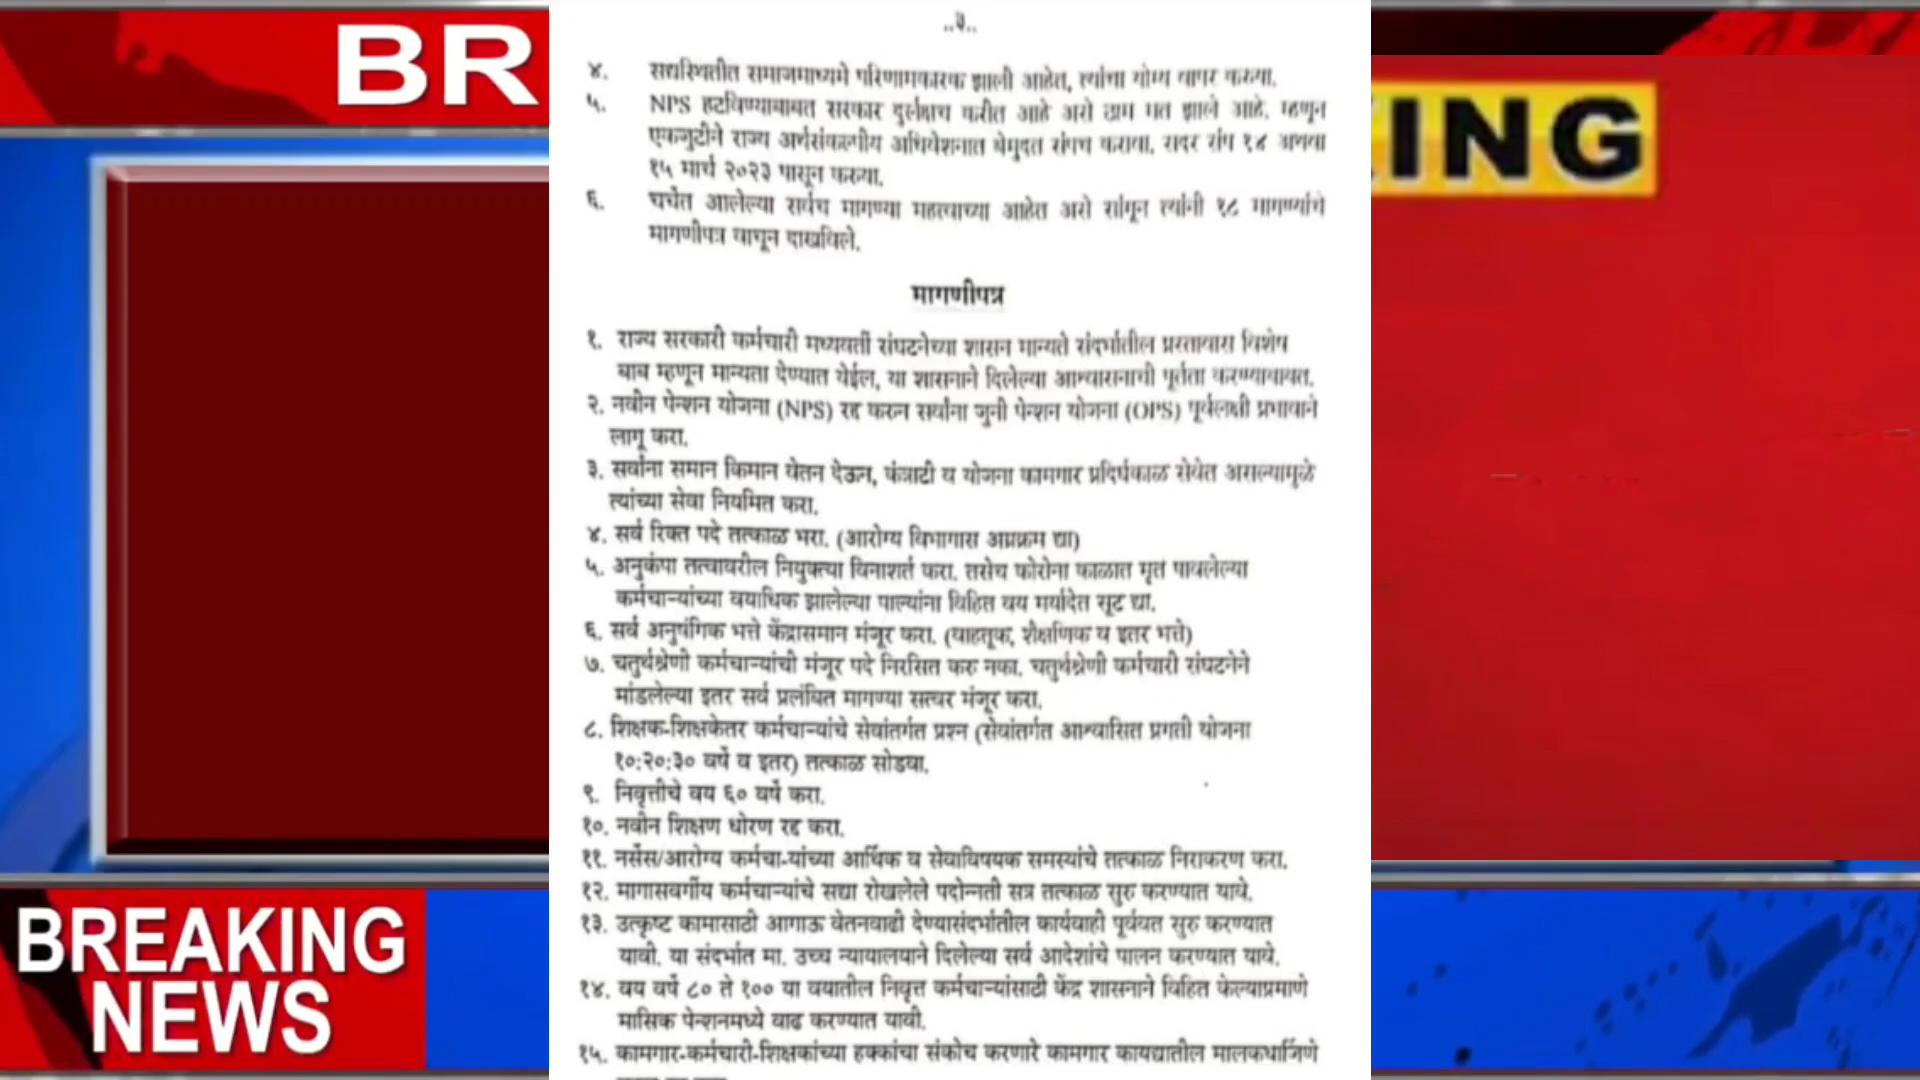 BR
KING
..३..
४. सद्यस्थितीत समाजमाध्यमे परिणामकारक झाली आहेत, त्यांचा योग्य वापर करुया.
५. NPS हटविण्याबाबत सरकार दुर्लक्षच करीत आहे असे ठाम मत झाले आहे. म्हणून
एकजुटीने राज्य अर्थसंकल्पीय अधिवेशनात बेमुदत संपच करावा. सदर संप १४ अथवा
१५ मार्च २०२३ पासून करुया.
६. चर्चेत आलेल्या सर्वच मागण्या महत्वाच्या आहेत असे सांगून त्यांनी १८ मागण्यांचे
मागणीपत्र वाचून दाखविले.
मागणीपत्र
१. राज्य सरकारी कर्मचारी मध्यवर्ती संघटनेच्या शासन मान्यते संदर्भातील प्रस्तावास विशेष
बाब म्हणून मान्यता देण्यात येईल, या शासनाने दिलेल्या आश्वासनाची पूर्तता करण्याबाबत.
२. नवीन पेन्शन योजना (NPS) रद्द करुन सर्वांना जुनी पेन्शन योजना (OPS) पूर्वलक्षी प्रभावाने
लागू करा.
३. सर्वांना समान किमान वेतन देऊन, कंत्राटी व योजना कामगार प्रदिर्घकाळ सेवेत असल्यामुळे
त्यांच्या सेवा नियमित करा.
४. सर्व रिक्त पदे तत्काळ भरा. (आरोग्य विभागास अग्रक्रम द्या)
५. अनुकंपा तत्वावरील नियुक्त्या विनाशर्त करा. तसेच कोरोना काळात मृत पावलेल्या
कर्मचाऱ्यांच्या वयाधिक झालेल्या पाल्यांना विहित वय मर्यादेत सूट द्या.
६. सर्व अनुषंगिक भत्ते केंद्रासमान मंजूर करा. (वाहतूक, शैक्षणिक व इतर भत्ते)
७. चतुर्थश्रेणी कर्मचाऱ्यांची मंजूर पदे निरसित करु नका. चतुर्थश्रेणी कर्मचारी संघटनेने
मांडलेल्या इतर सर्व प्रलंबित मागण्या सत्वर मंजूर करा.
८. शिक्षक-शिक्षकेतर कर्मचाऱ्यांचे सेवांतर्गत प्रश्न (सेवांतर्गत आश्वासित प्रगती योजना
१०:२०:३० वर्षे व इतर) तत्काळ सोडवा.
९. निवृत्तीचे वय ६० वर्षे करा.
१०. नवीन शिक्षण धोरण रद्द करा.
११. नर्सेस/आरोग्य कर्मचा-यांच्या आर्थिक व सेवाविषयक समस्यांचे तत्काळ निराकरण करा.
१२. मागासवर्गीय कर्मचाऱ्यांचे सद्या रोखलेले पदोन्नती सत्र तत्काळ सुरु करण्यात यावे.
१३. उत्कृष्ट कामासाठी आगाऊ वेतनवाढी देण्यासंदर्भातील कार्यवाही पूर्ववत सुरु करण्यात
यावी. या संदर्भात मा. उच्च न्यायालयाने दिलेल्या सर्व आदेशांचे पालन करण्यात यावे.
१४. वय वर्षे ८० ते १०० या वयातील निवृत्त कर्मचाऱ्यांसाठी केंद्र शासनाने विहित केल्याप्रमाणे
मासिक पेन्शनमध्ये वाढ करण्यात यावी.
१५. कामगार-कर्मचारी-शिक्षकांच्या हक्कांचा संकोच करणारे कामगार कायद्यातील मालकधार्जिणे
BREAKING
NEWS